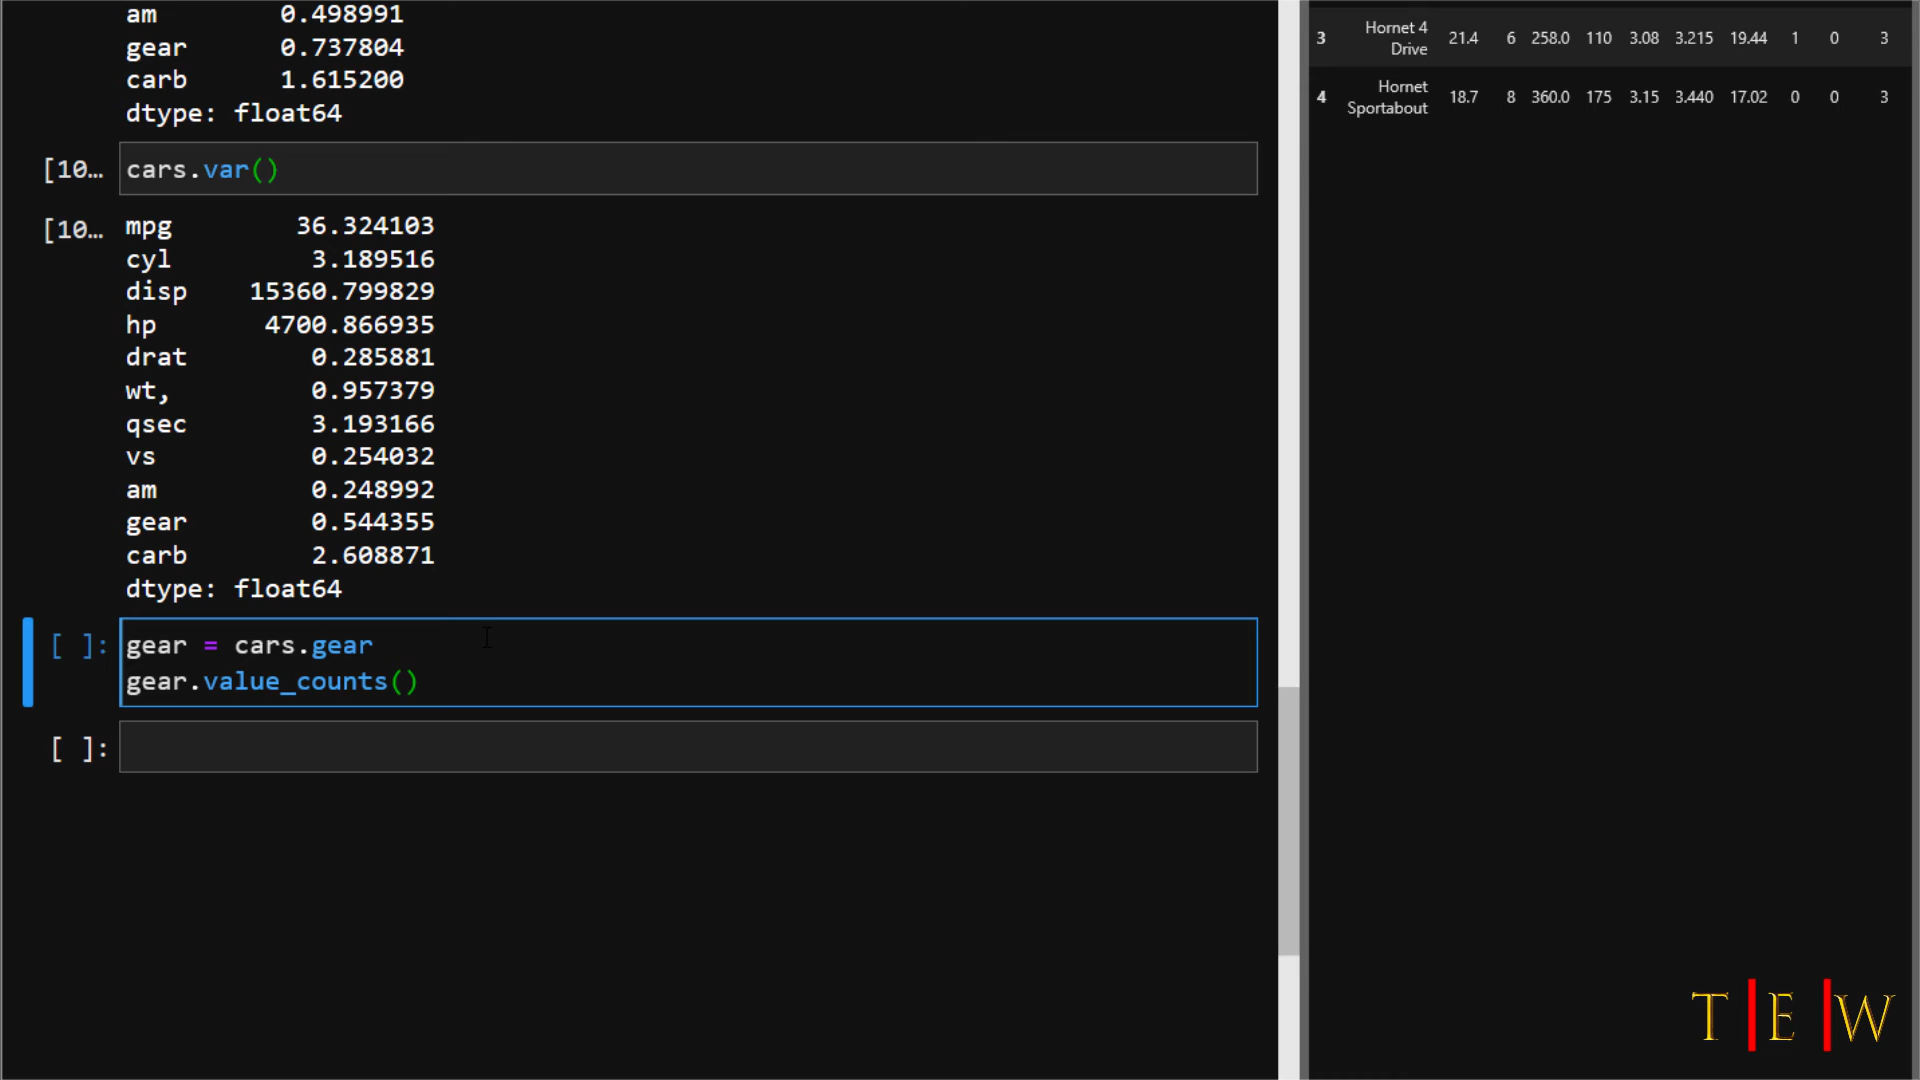 am 0.498991
gear 0.737804
carb 1.615200
dtype: float64
[10… cars.var()
[10… mpg 36.324103
cyl 3.189516
disp 15360.799829
hp 4700.866935
drat 0.285881
wt, 0.957379
qsec 3.193166
vs 0.254032
am 0.248992
gear 0.544355
carb 2.608871
dtype: float64
[ ]: gear = cars.gear
gear.value_counts()
[ ]:
3 Hornet 4 Drive 21.4 6 258.0 110 3.08 3.215 19.44 1 0 3
4 Hornet Sportabout 18.7 8 360.0 175 3.15 3.440 17.02 0 0 3
T|E|W